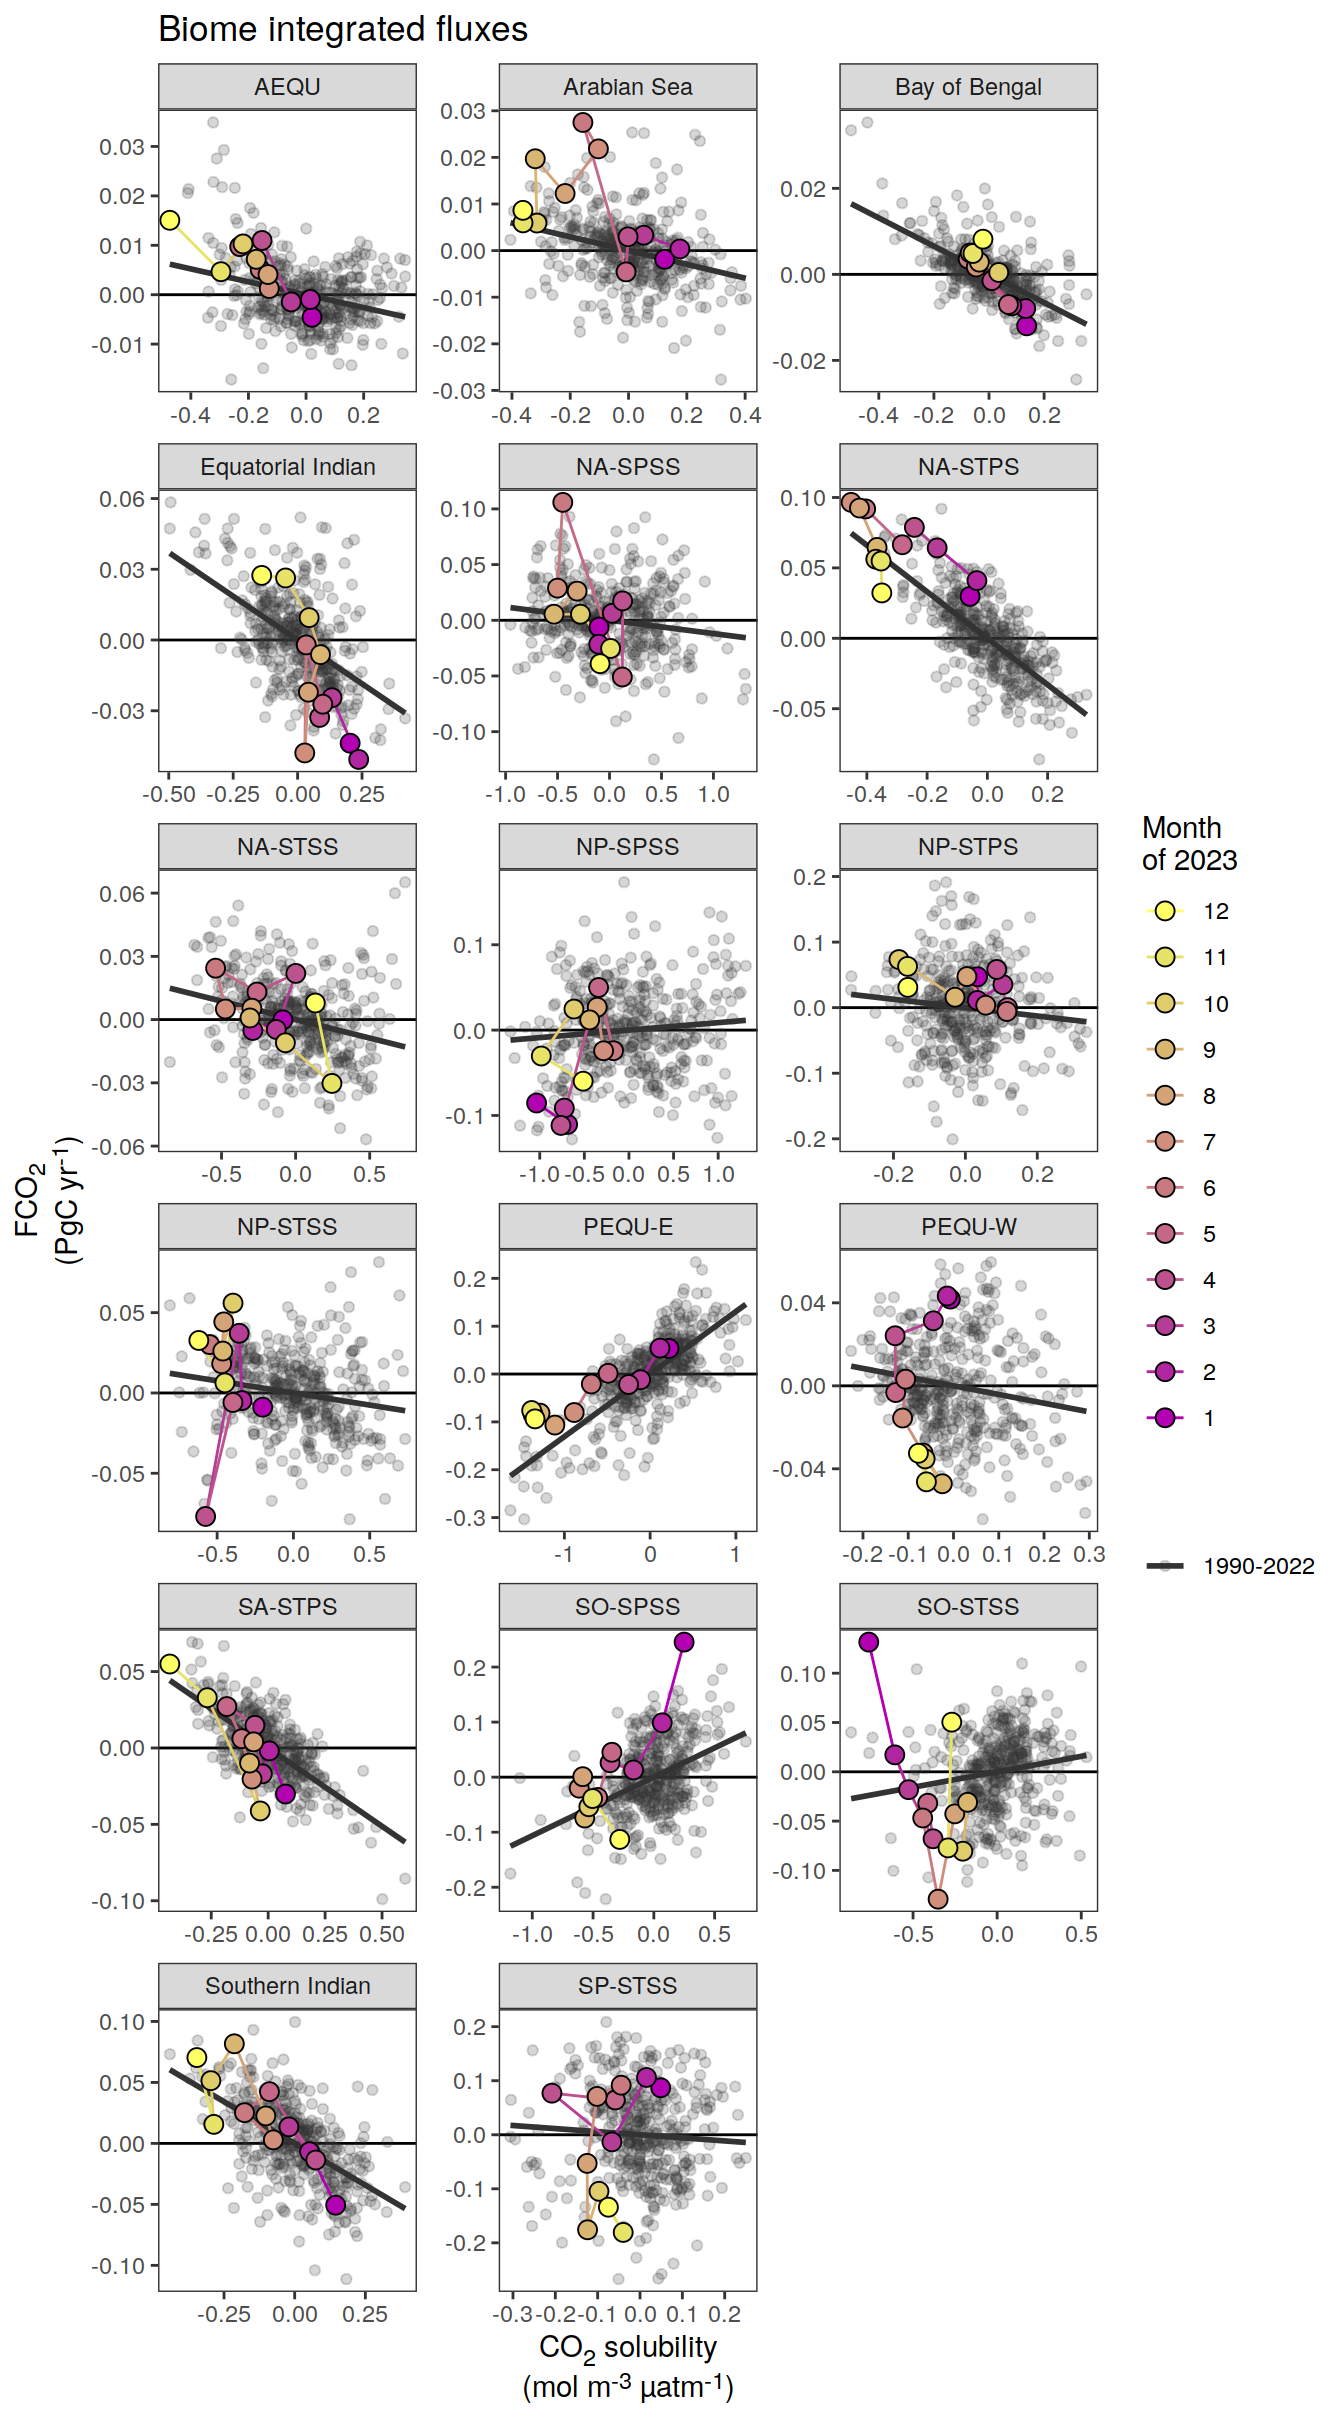 Biome integrated fluxes
AEQU Arabian Sea Bay of Bengal
0.03 0.02 0.01 0.00 -0.01
-0.4 -0.2 0.0 0.2
0.03 0.02 0.01 0.00 -0.01 -0.02 -0.03
-0.4 -0.2 0.0 0.2 0.4
0.02 0.00 -0.02
-0.4 -0.2 0.0 0.2
Equatorial Indian NA-SPSS NA-STPS
0.06 0.03 0.00 -0.03
-0.50 -0.25 0.00 0.25
0.10 0.05 0.00 -0.05 -0.10
-1.0 -0.5 0.0 0.5 1.0
0.10 0.05 0.00 -0.05
-0.4 -0.2 0.0 0.2
NA-STSS NP-SPSS NP-STPS
0.06 0.03 0.00 -0.03 -0.06
-0.5 0.0 0.5
0.1 0.0 -0.1
-1.0 -0.5 0.0 0.5 1.0
0.2 0.1 0.0 -0.1 -0.2
-0.2 0.0 0.2
NP-STSS PEQU-E PEQU-W
0.05 0.00 -0.05
-0.5 0.0 0.5
0.2 0.1 0.0 -0.1 -0.2 -0.3
-1 0 1
0.04 0.00 -0.04
-0.2 -0.1 0.0 0.1 0.2 0.3
SA-STPS SO-SPSS SO-STSS
0.05 0.00 -0.05 -0.10
-0.25 0.00 0.25 0.50
0.2 0.1 0.0 -0.1 -0.2
-1.0 -0.5 0.0 0.5
0.10 0.05 0.00 -0.05 -0.10
-0.5 0.0 0.5
Southern Indian SP-STSS
0.10 0.05 0.00 -0.05 -0.10
-0.25 0.00 0.25
0.2 0.1 0.0 -0.1 -0.2
-0.3 -0.2 -0.1 0.0 0.1 0.2
FCO₂
(PgC yr⁻¹)
CO₂ solubility
(mol m⁻³ µatm⁻¹)
Month
of 2023
12
11
10
9
8
7
6
5
4
3
2
1
1990-2022